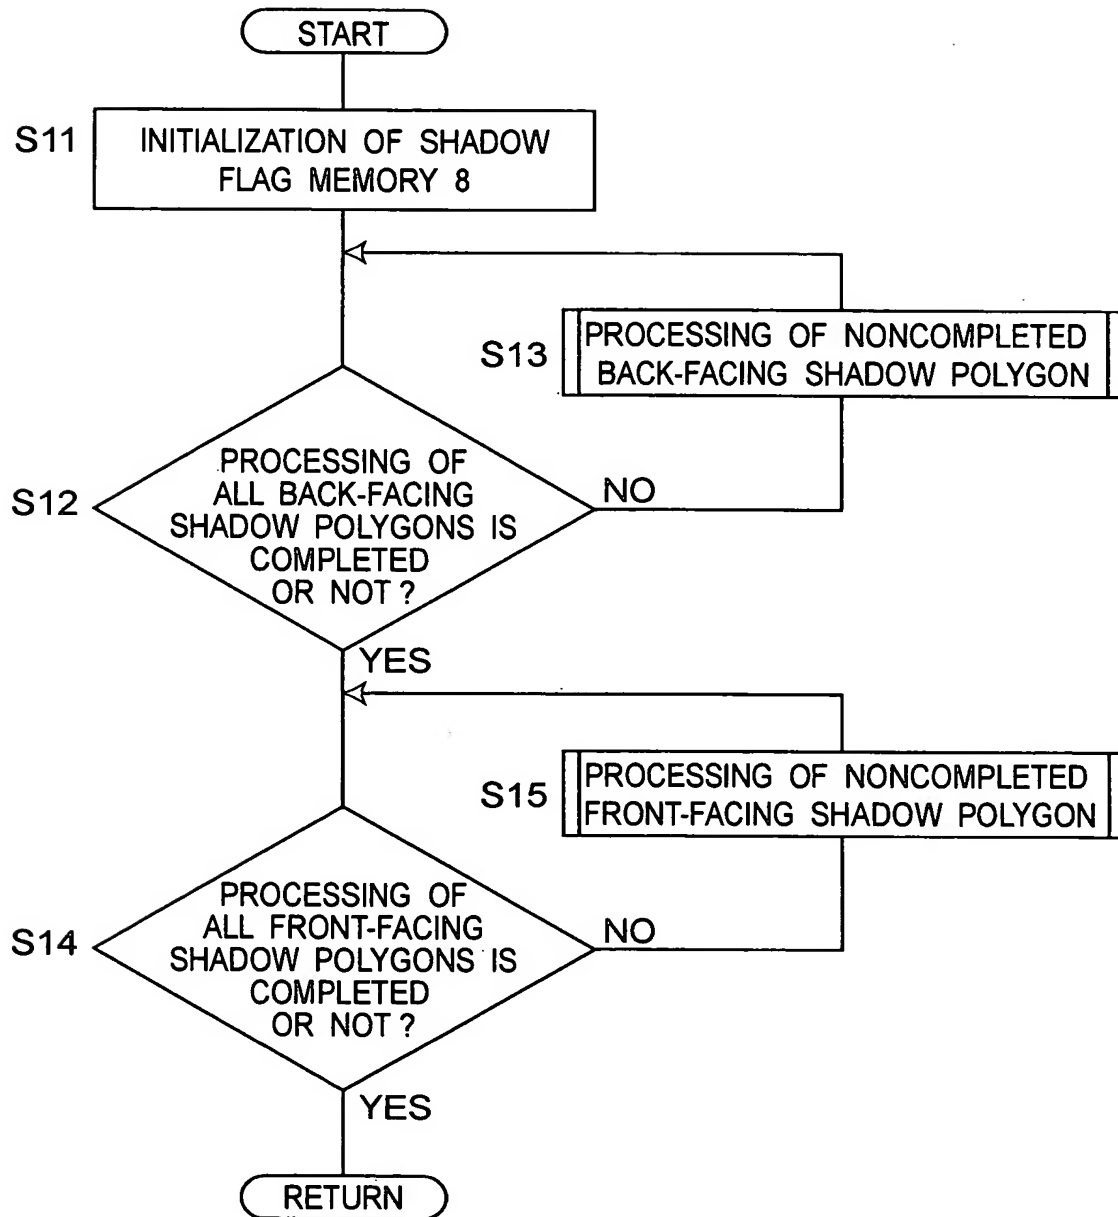 START
S11
INITIALIZATION OF SHADOW
FLAG MEMORY 8
S13
PROCESSING OF NONCOMPLETED
BACK-FACING SHADOW POLYGON
S12
PROCESSING OF
ALL BACK-FACING
SHADOW POLYGONS IS
COMPLETED
OR NOT ?
NO
YES
S15
PROCESSING OF NONCOMPLETED
FRONT-FACING SHADOW POLYGON
S14
PROCESSING OF
ALL FRONT-FACING
SHADOW POLYGONS IS
COMPLETED
OR NOT ?
NO
YES
RETURN